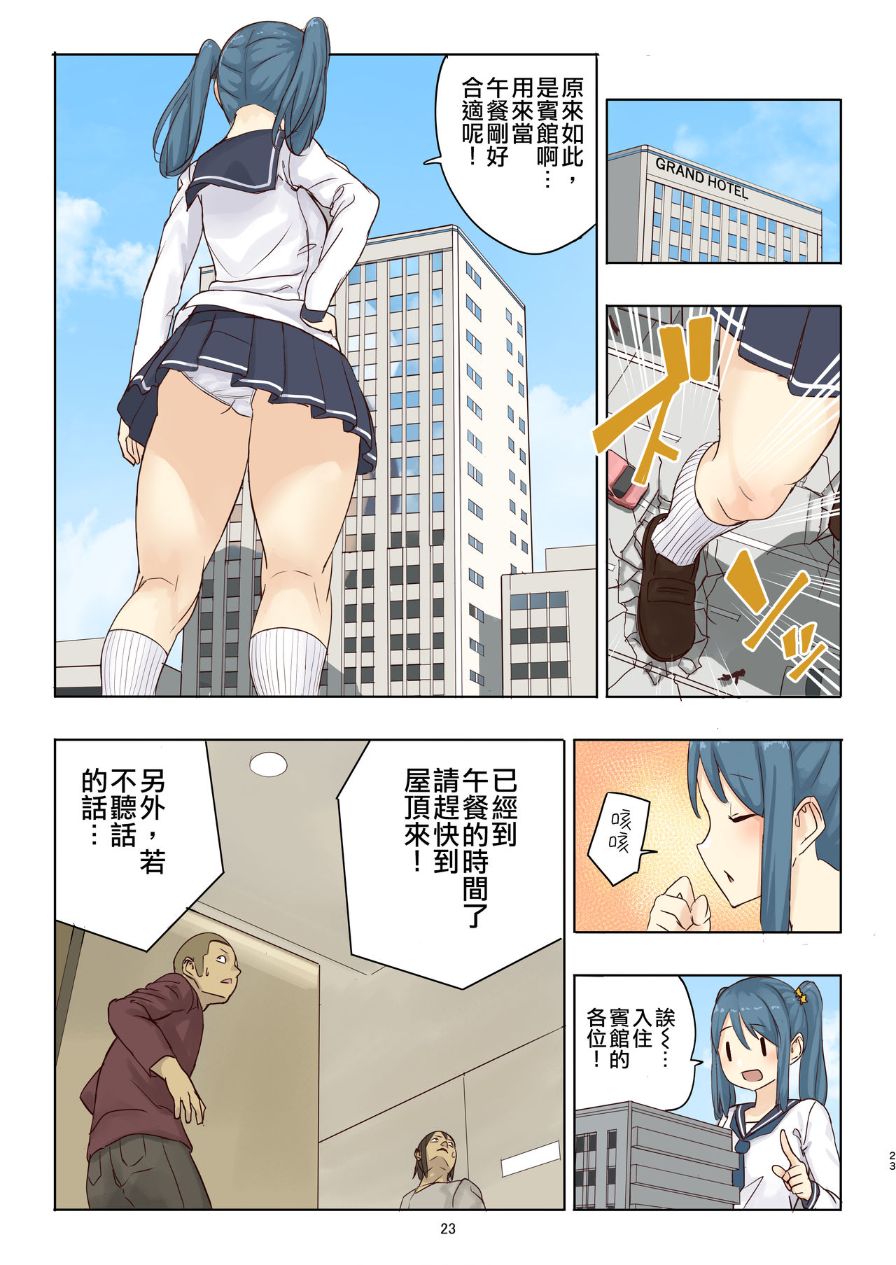 GRAND HOTEL
原來如此，
是賓館啊…
用來當
午餐剛好
合適呢！
ズ
ズッ
咳咳
誒～…
入住
賓館的
各位！
已經到
午餐的時間了
請趕快到
屋頂來！
另外，若
不聽話
的話…
23
23